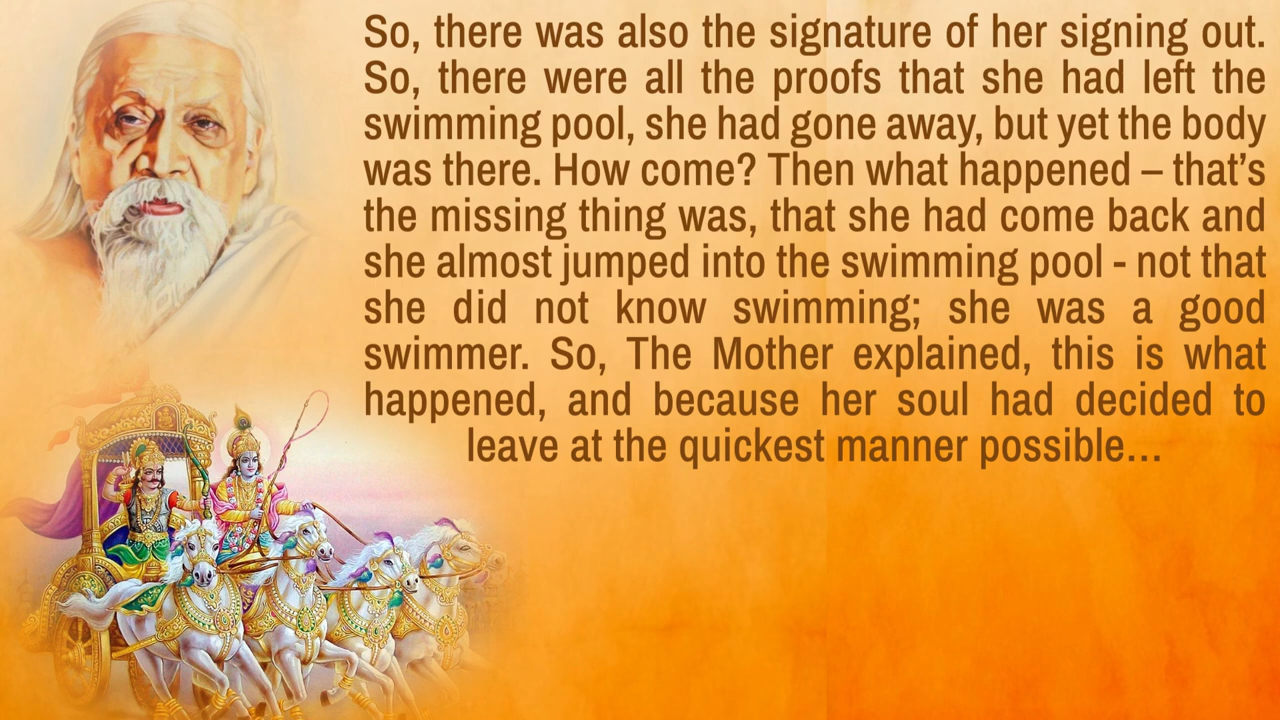 So, there was also the signature of her signing out.
So, there were all the proofs that she had left the
swimming pool, she had gone away, but yet the body
was there. How come? Then what happened – that’s
the missing thing was, that she had come back and
she almost jumped into the swimming pool - not that
she did not know swimming; she was a good
swimmer. So, The Mother explained, this is what
happened, and because her soul had decided to
leave at the quickest manner possible…